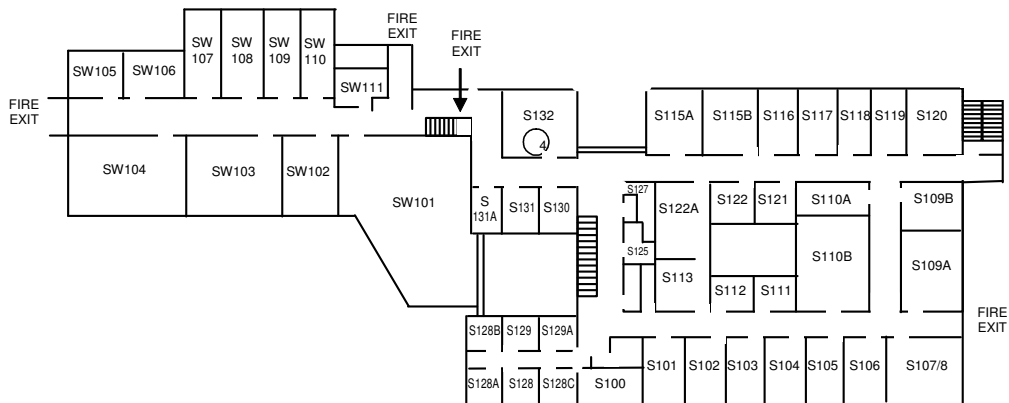 FIRE
EXIT
FIRE
EXIT
SW
107
SW
108
SW
109
SW
110
SW105
SW106
SW111
FIRE
EXIT
S132
4
S115A
S115B
S116
S117
S118
S119
S120
SW104
SW103
SW102
SW101
S
131A
S131
S130
S127
S122A
S122
S121
S110A
S109B
S125
S113
S110B
S109A
S112
S111
FIRE
EXIT
S128B
S129
S129A
S128A
S128
S128C
S100
S101
S102
S103
S104
S105
S106
S107/8